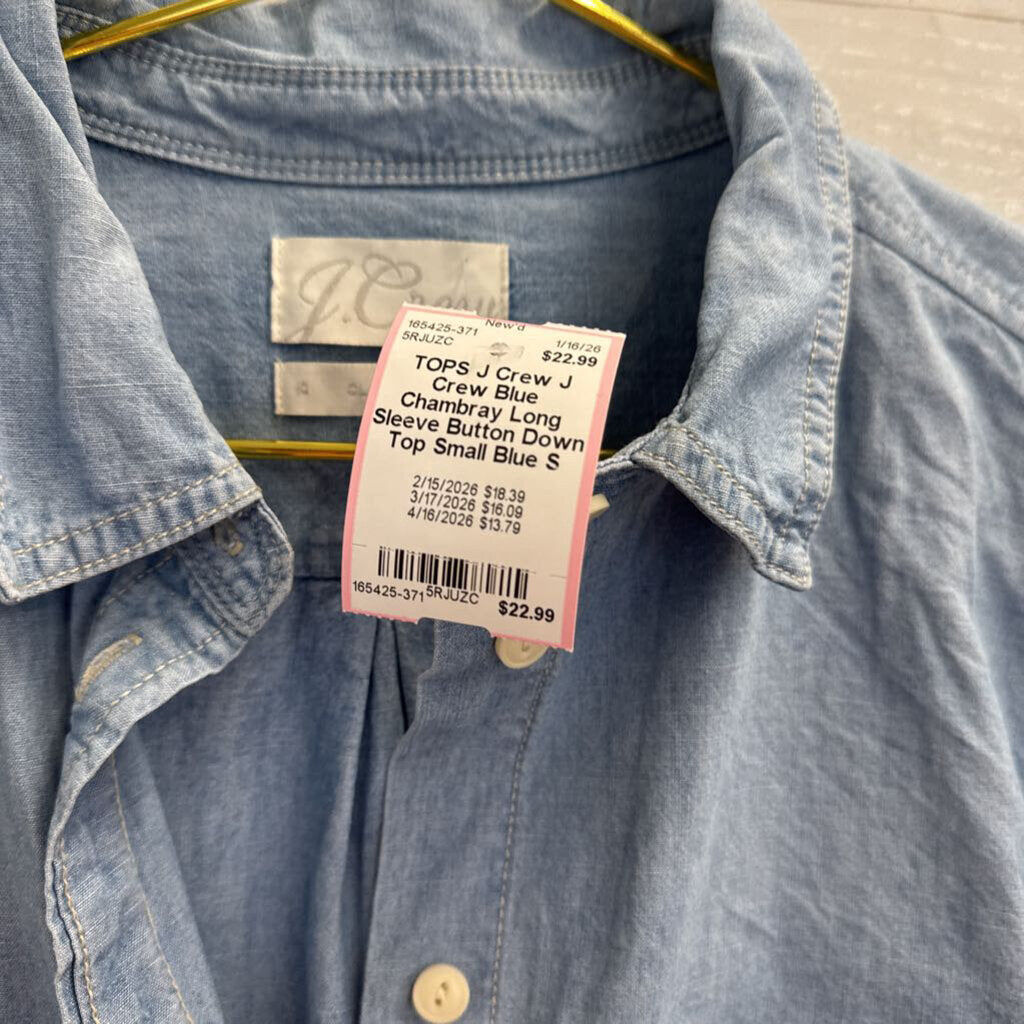 J.Crew
New'd
165425-371 1/16/26
5RJUZC $22.99
TOPS J Crew J
Crew Blue
Chambray Long
Sleeve Button Down
Top Small Blue S
2/15/2026 $18.39
3/17/2026 $16.09
4/16/2026 $13.79
165425-371 5RJUZC $22.99